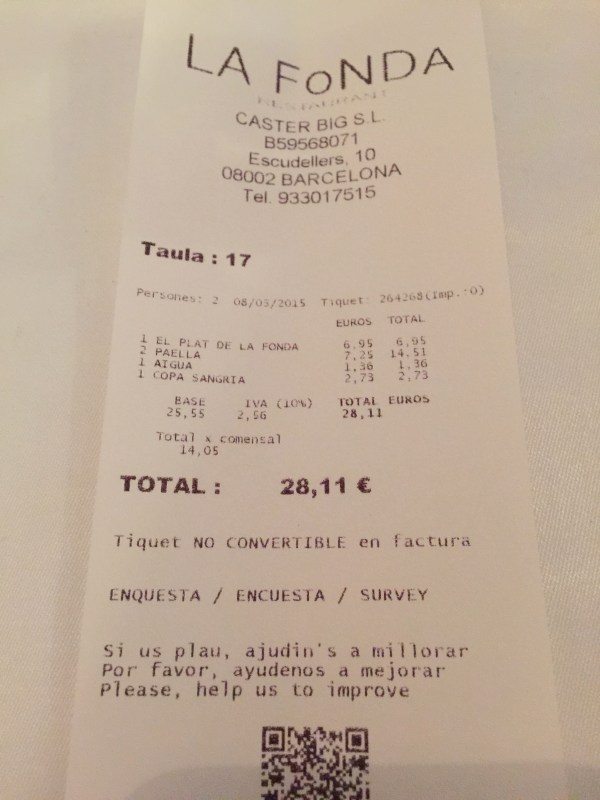 LA FONDA
RESTAURANT
CASTER BIG S.L.
B59568071
Escudellers, 10
08002 BARCELONA
Tel. 933017515
Taula : 17
Persones: 2 08/03/2015 Tiquet: 264268(Imp.:0)
EUROS TOTAL
1 EL PLAT DE LA FONDA 6,95 6,95
2 PAELLA 7,25 14,51
1 AIGUA 1,36 1,36
1 COPA SANGRIA 2,73 2,73
BASE IVA (10%) TOTAL EUROS
25,55 2,56 28,11
Total x comensal
14,05
TOTAL : 28,11 €
Tiquet NO CONVERTIBLE en factura
ENQUESTA / ENCUESTA / SURVEY
Si us plau, ajudin's a millorar
Por favor, ayudenos a mejorar
Please, help us to improve